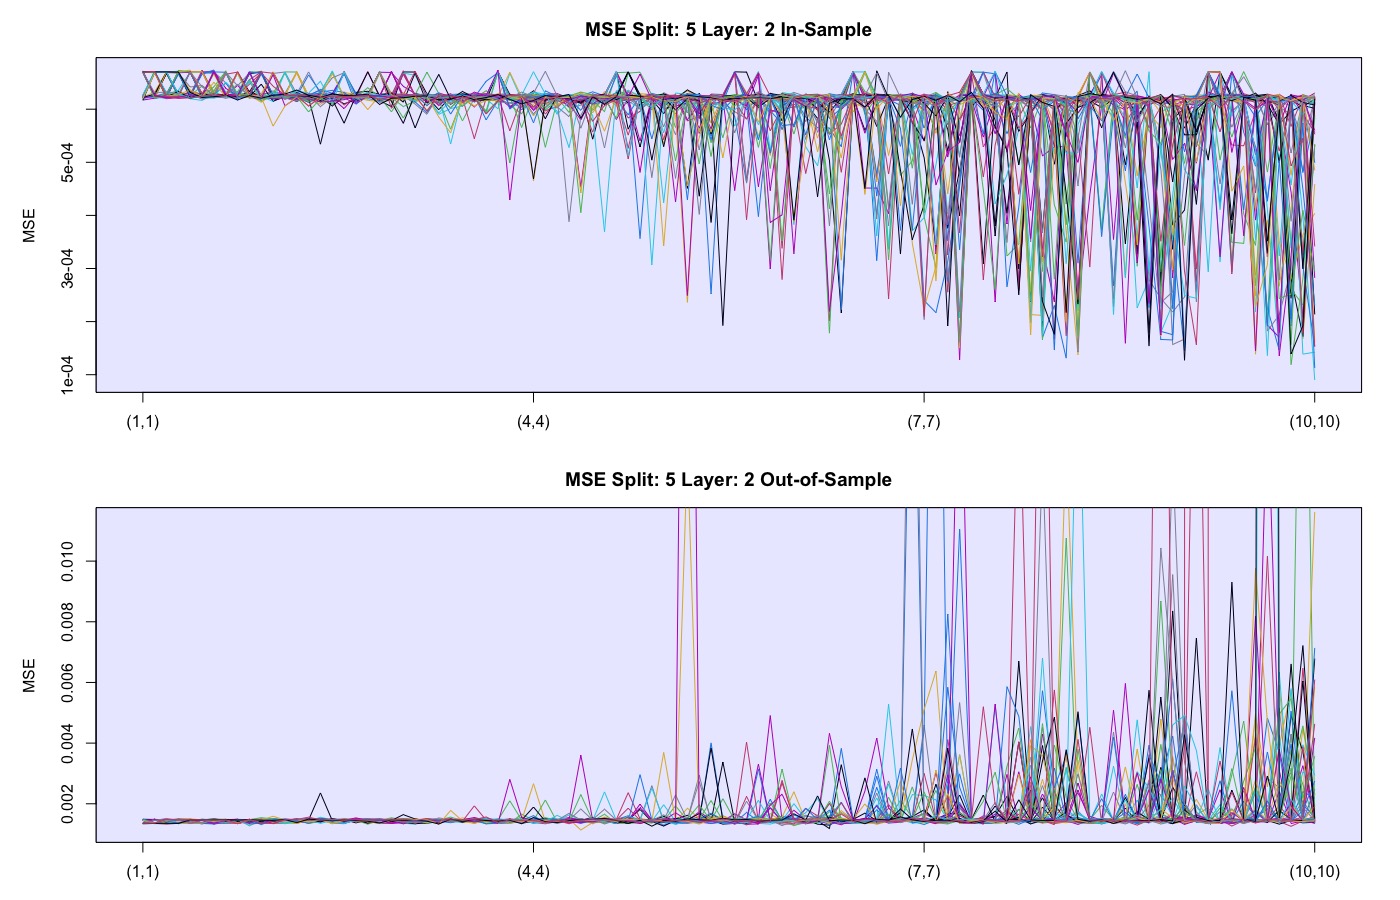 MSE Split: 5 Layer: 2 In-Sample
MSE
5e-04
3e-04
1e-04
(1,1) (4,4) (7,7) (10,10)
MSE Split: 5 Layer: 2 Out-of-Sample
MSE
0.010
0.008
0.006
0.004
0.002
(1,1) (4,4) (7,7) (10,10)